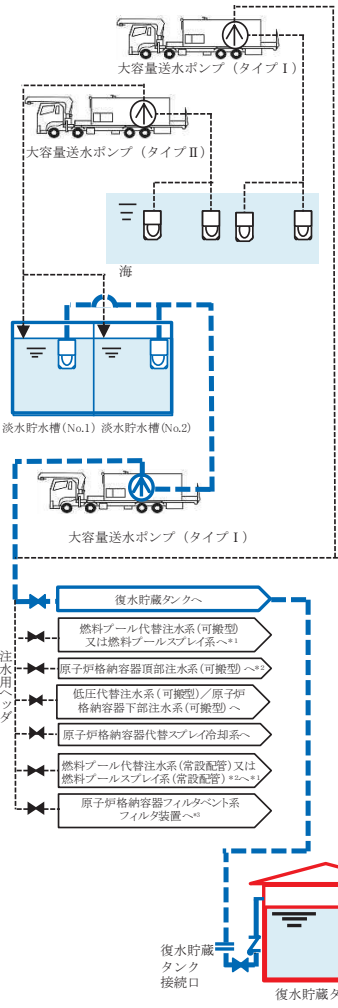 大容量送水ポンプ（タイプⅠ）
大容量送水ポンプ（タイプⅡ）
海
淡水貯水槽(No.1) 淡水貯水槽(No.2)
大容量送水ポンプ（タイプⅠ）
注水用ヘッダ
復水貯蔵タンクへ
燃料プール代替注水系(可搬型)
又は燃料プールスプレイ系へ*1
原子炉格納容器頂部注水系(可搬型)へ*2
低圧代替注水系(可搬型)／原子炉
格納容器下部注水系(可搬型)へ
原子炉格納容器代替スプレイ冷却系へ
燃料プール代替注水系(常設配管)又は
燃料プールスプレイ系(常設配管)*2へ*1
原子炉格納容器フィルタベント系
フィルタ装置へ*3
復水貯蔵
タンク
接続口
復水貯蔵タ